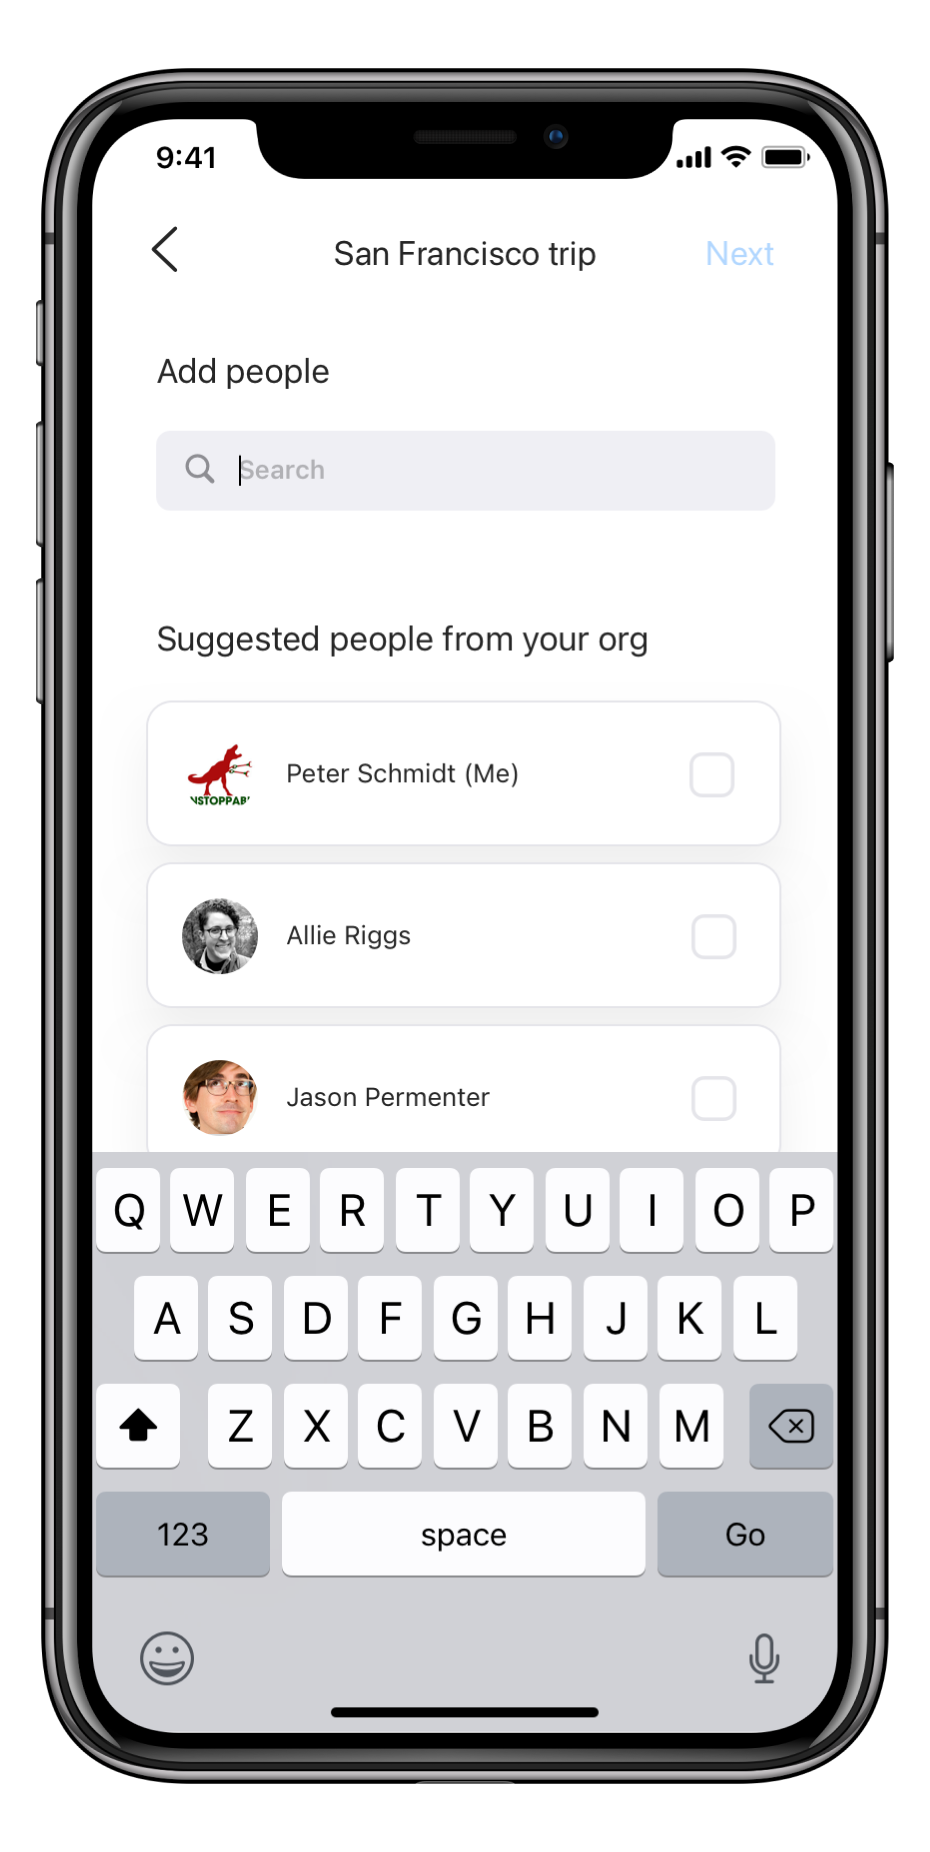 9:41
San Francisco trip
Next
Add people
Search
Suggested people from your org
Peter Schmidt (Me)
Allie Riggs
Jason Permenter
Q W E R T Y U I O P
A S D F G H J K L
Z X C V B N M
123 space Go